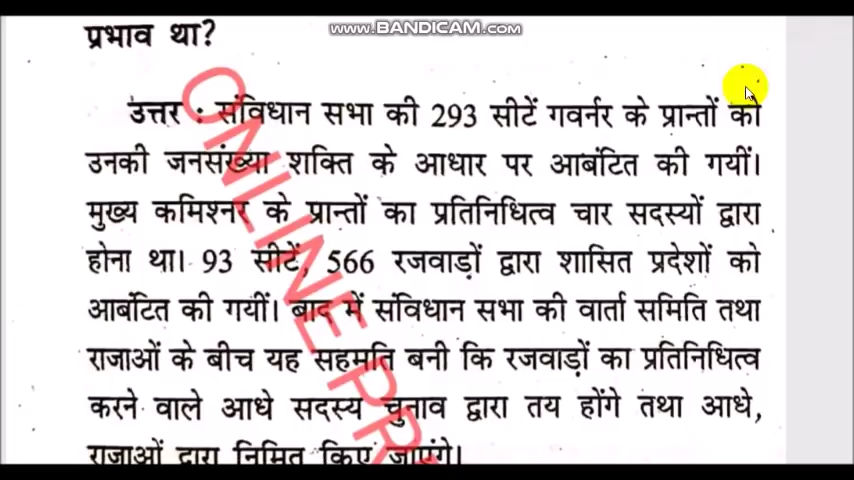 WWW.BANDICAM.COM
प्रभाव था?
उत्तर : संविधान सभा की 293 सीटें गवर्नर के प्रान्तों को
उनकी जनसंख्या शक्ति के आधार पर आबंटित की गयीं।
मुख्य कमिश्नर के प्रान्तों का प्रतिनिधित्व चार सदस्यों द्वारा
होना था। 93 सीटें, 566 रजवाड़ों द्वारा शासित प्रदेशों को
आबंटित की गयीं। बाद में संविधान सभा की वार्ता समिति तथा
राजाओं के बीच यह सहमति बनी कि रजवाड़ों का प्रतिनिधित्व
करने वाले आधे सदस्य चुनाव द्वारा तय होंगे तथा आधे,
राजाओं द्वारा निमित किए जाएंगे।
ONLINE PR